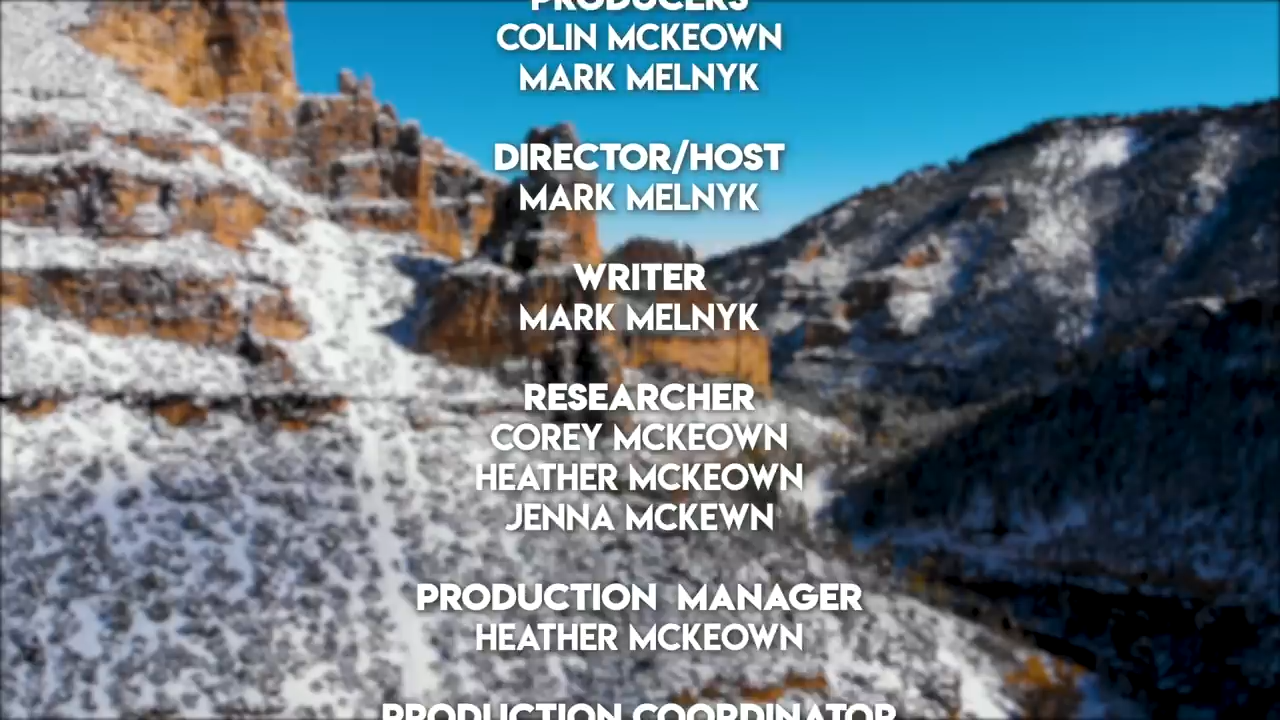 PRODUCERS
COLIN MCKEOWN
MARK MELNYK
DIRECTOR/HOST
MARK MELNYK
WRITER
MARK MELNYK
RESEARCHER
COREY MCKEOWN
HEATHER MCKEOWN
JENNA MCKEWN
PRODUCTION MANAGER
HEATHER MCKEOWN
PRODUCTION COORDINATOR